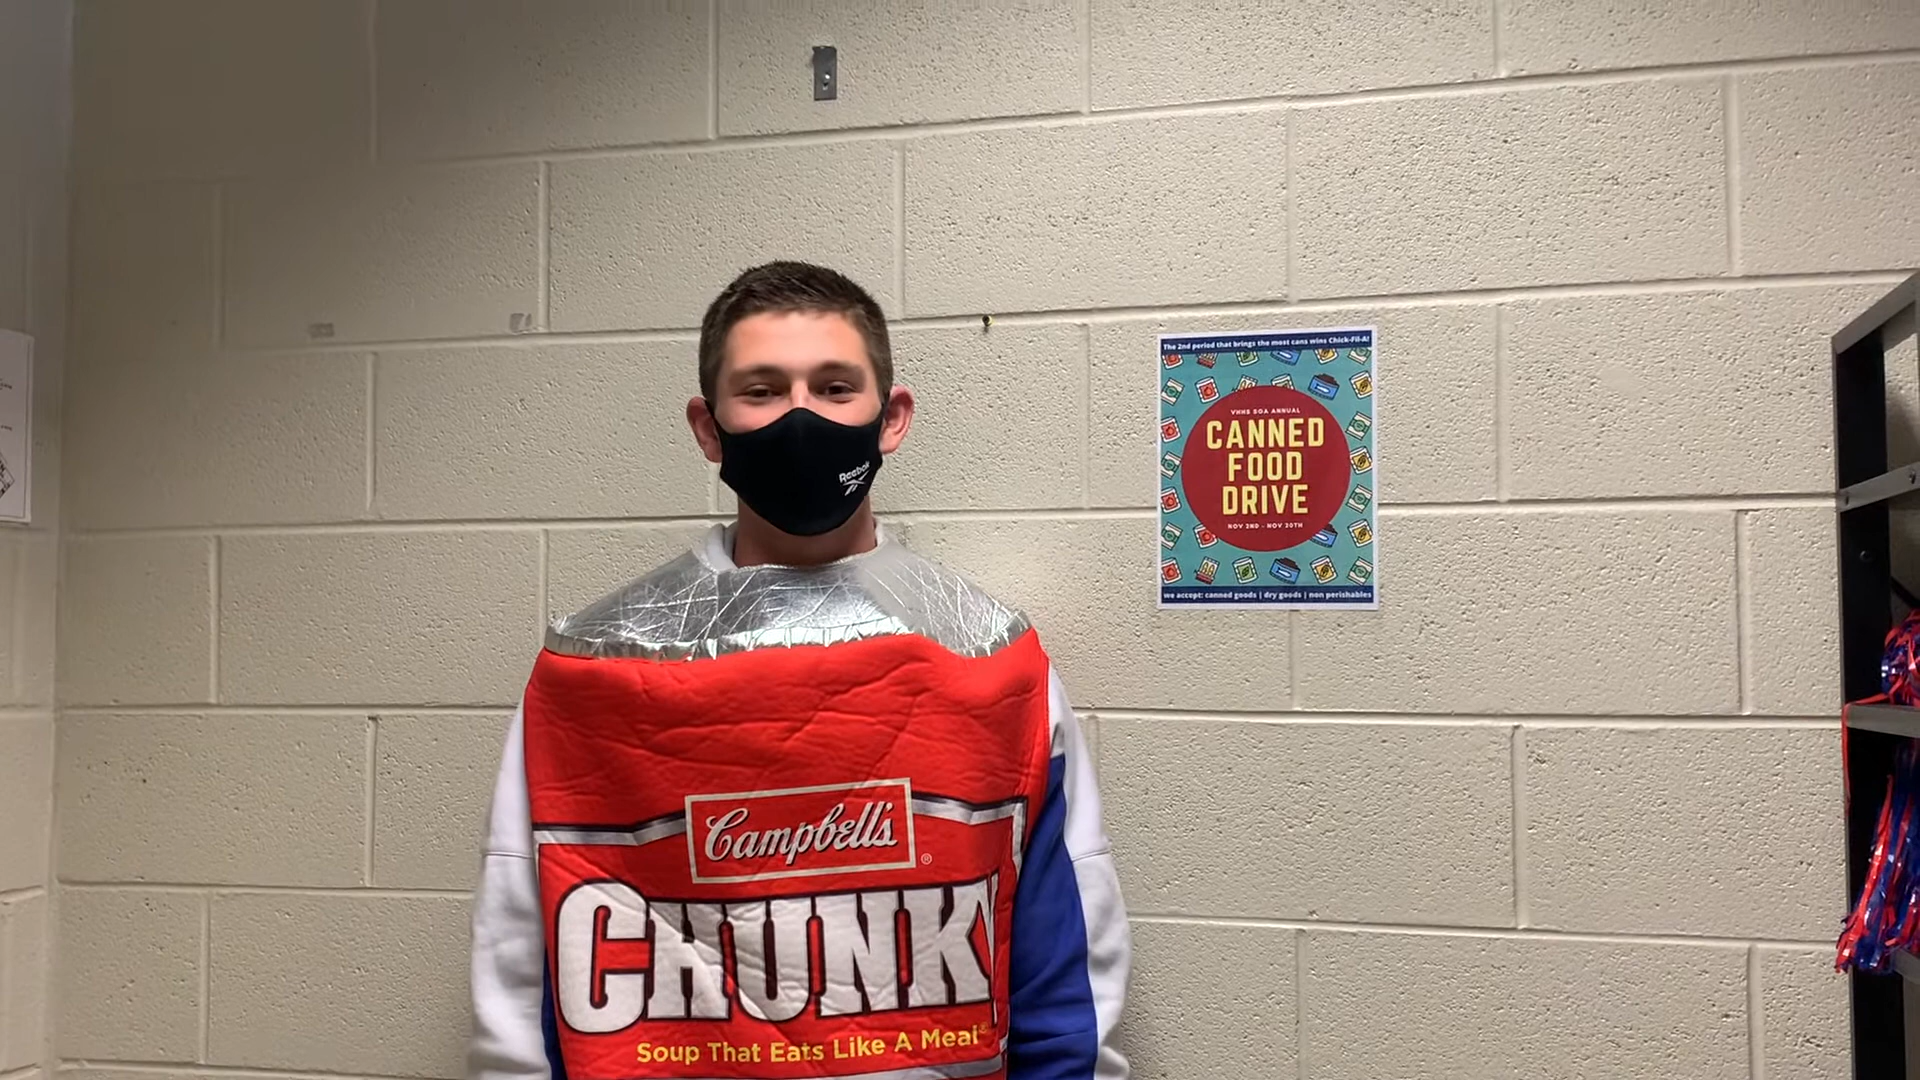 The 2nd period that brings the most cans wins Chick-Fil-A!
VHHS SGA ANNUAL
CANNED
FOOD
DRIVE
NOV 2ND - NOV 20TH
we accept: canned goods | dry goods | non perishables
Reebok
Campbell's
®
CHUNKY
Soup That Eats Like A Meal®